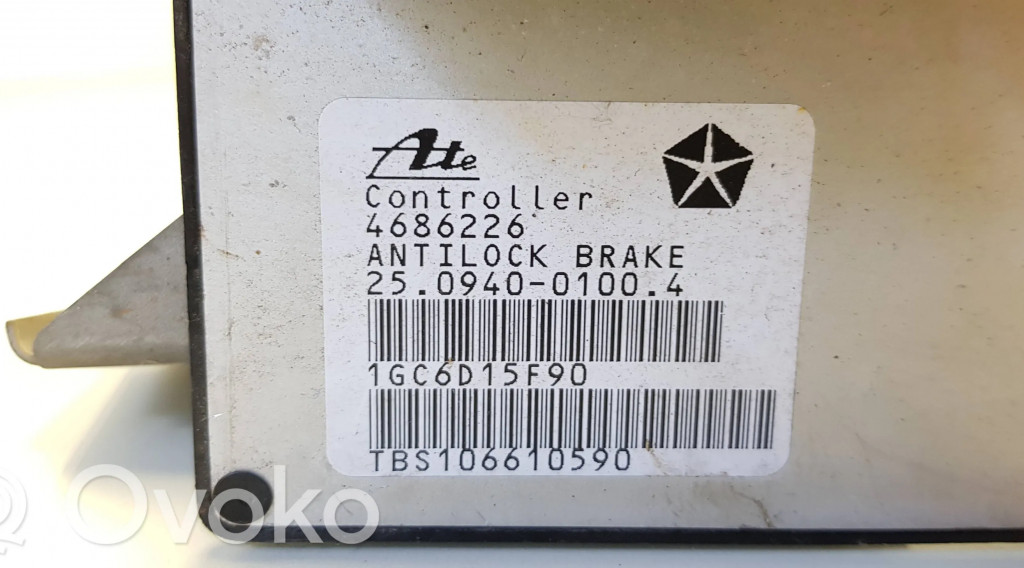 Ate
Controller
4686226
ANTILOCK BRAKE
25.0940-0100.4
1GC6D15F90
TBS106610590
Ovoko